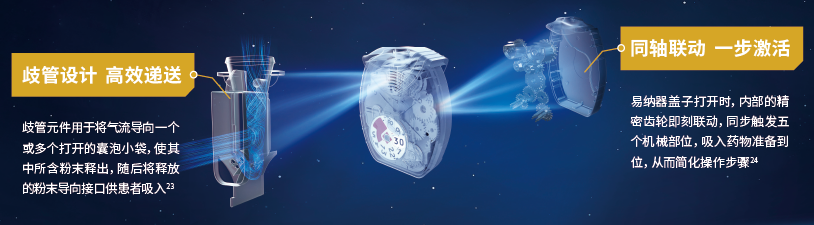 歧管设计 高效递送
歧管元件用于将气流导向一个
或多个打开的囊泡小袋，使其
中所含粉末释出，随后将释放
的粉末导向接口供患者吸入23
30
同轴联动 一步激活
易纳器盖子打开时，内部的精
密齿轮即刻联动，同步触发五
个机械部位，吸入药物准备到
位，从而简化操作步骤24